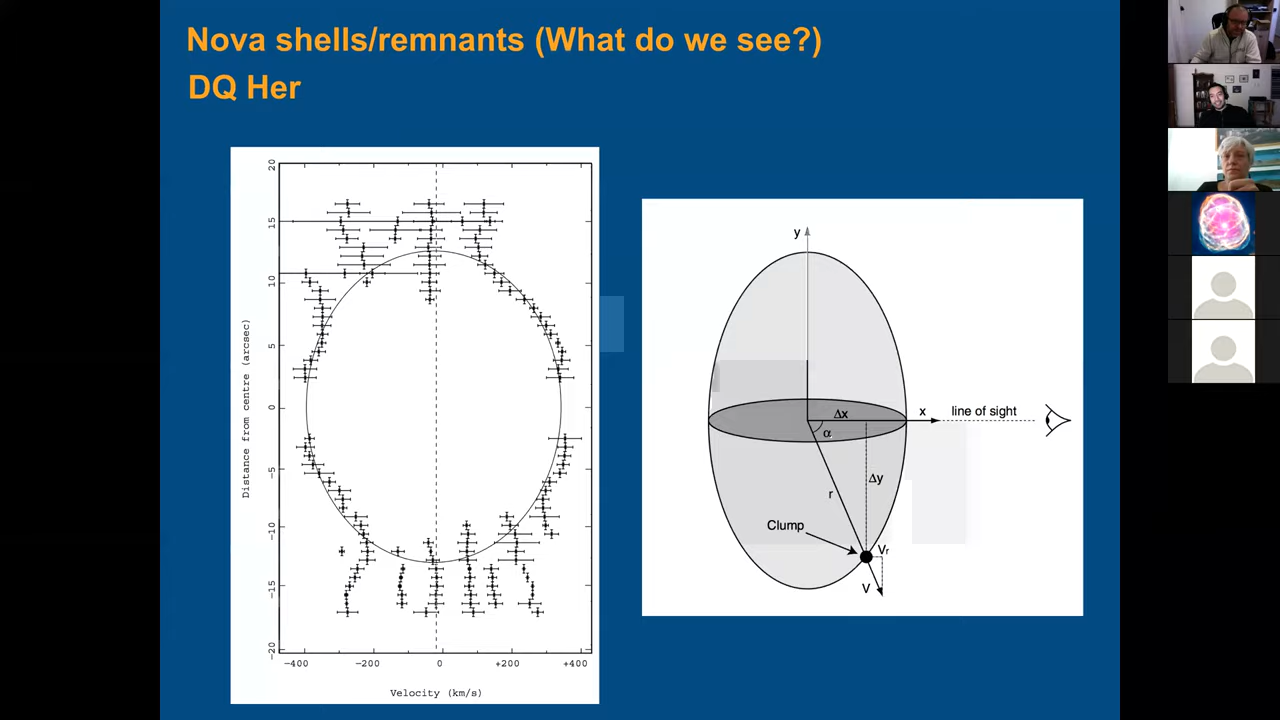 Nova shells/remnants (What do we see?)
DQ Her
20
15
10
5
0
-5
-10
-15
-20
Distance from centre (arcsec)
-400
-200
0
+200
+400
Velocity (km/s)
y
Δx
x
line of sight
α
Δy
r
Clump
Vr
V